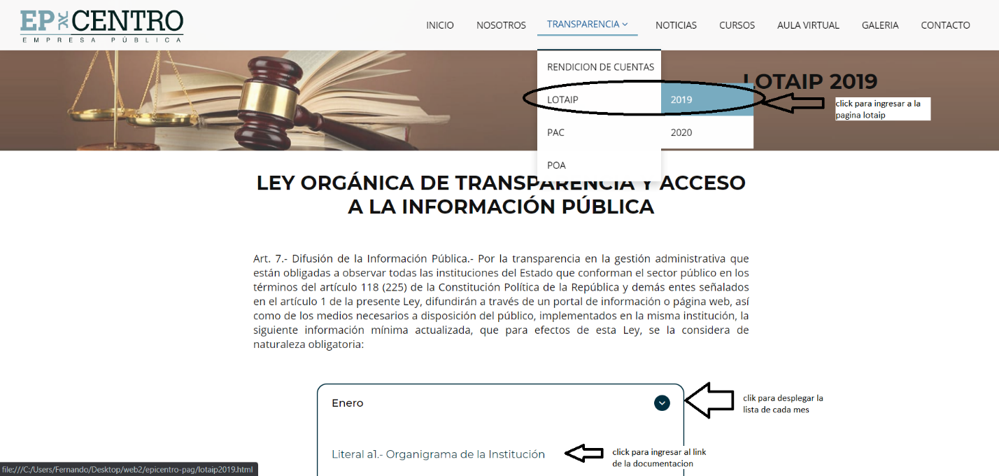 EP CENTRO
EMPRESA PÚBLICA
INICIO NOSOTROS TRANSPARENCIA NOTICIAS CURSOS AULA VIRTUAL GALERIA CONTACTO
RENDICION DE CUENTAS
LOTAIP
PAC
POA
2019
2020
LOTAIP 2019
click para ingresar a la
pagina lotaip
LEY ORGÁNICA DE TRANSPARENCIA Y ACCESO
A LA INFORMACIÓN PÚBLICA
Art. 7.- Difusión de la Información Pública.- Por la transparencia en la gestión administrativa que
están obligadas a observar todas las instituciones del Estado que conforman el sector público en los
términos del artículo 118 (225) de la Constitución Política de la República y demás entes señalados
en el artículo 1 de la presente Ley, difundirán a través de un portal de información o página web, así
como de los medios necesarios a disposición del público, implementados en la misma institución, la
siguiente información mínima actualizada, que para efectos de esta Ley, se la considera de
naturaleza obligatoria:
Enero
clik para desplegar la
lista de cada mes
Literal a1.- Organigrama de la Institución
click para ingresar al link
de la documentacion
file:///C:/Users/Fernando/Desktop/web2/epicentro-pag/lotaip2019.html